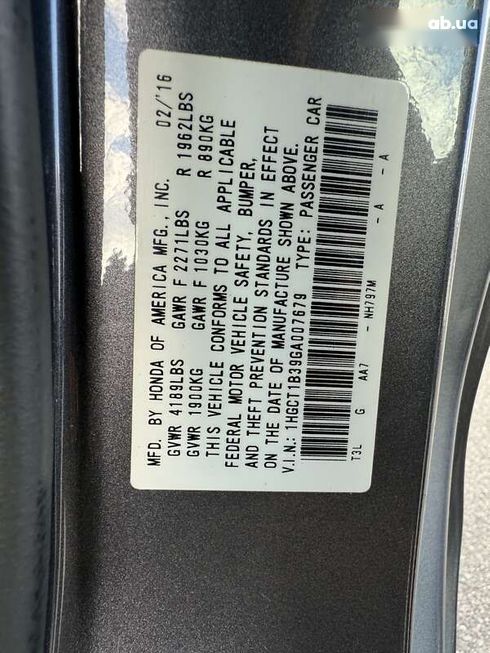 ab.ua
MFD. BY HONDA OF AMERICA MFG., INC. 02/'16
GVWR 4189LBS GAWR F 2271LBS R 1962LBS
GVWR 1900KG GAWR F 1030KG R 890KG
THIS VEHICLE CONFORMS TO ALL APPLICABLE
FEDERAL MOTOR VEHICLE SAFETY, BUMPER,
AND THEFT PREVENTION STANDARDS IN EFFECT
ON THE DATE OF MANUFACTURE SHOWN ABOVE.
V.I.N.: 1HGCT1B39GA007679 TYPE: PASSENGER CAR
T3L G AA7 - NH797M - A - A